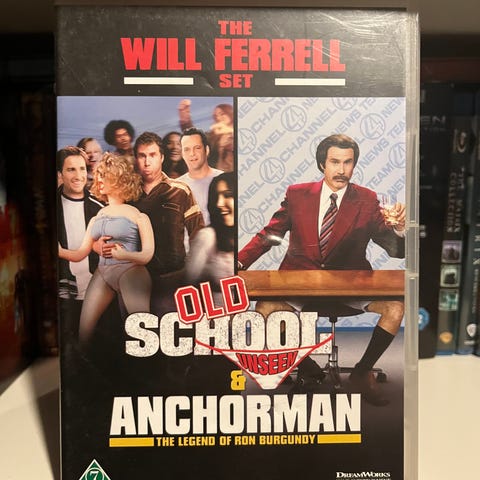 THE
WILL FERRELL
SET
CHANNEL 4 NEWS TEAM
OLD
SCHOOL
UNSEEN
&
ANCHORMAN
THE LEGEND OF RON BURGUNDY
7
DREAMWORKS